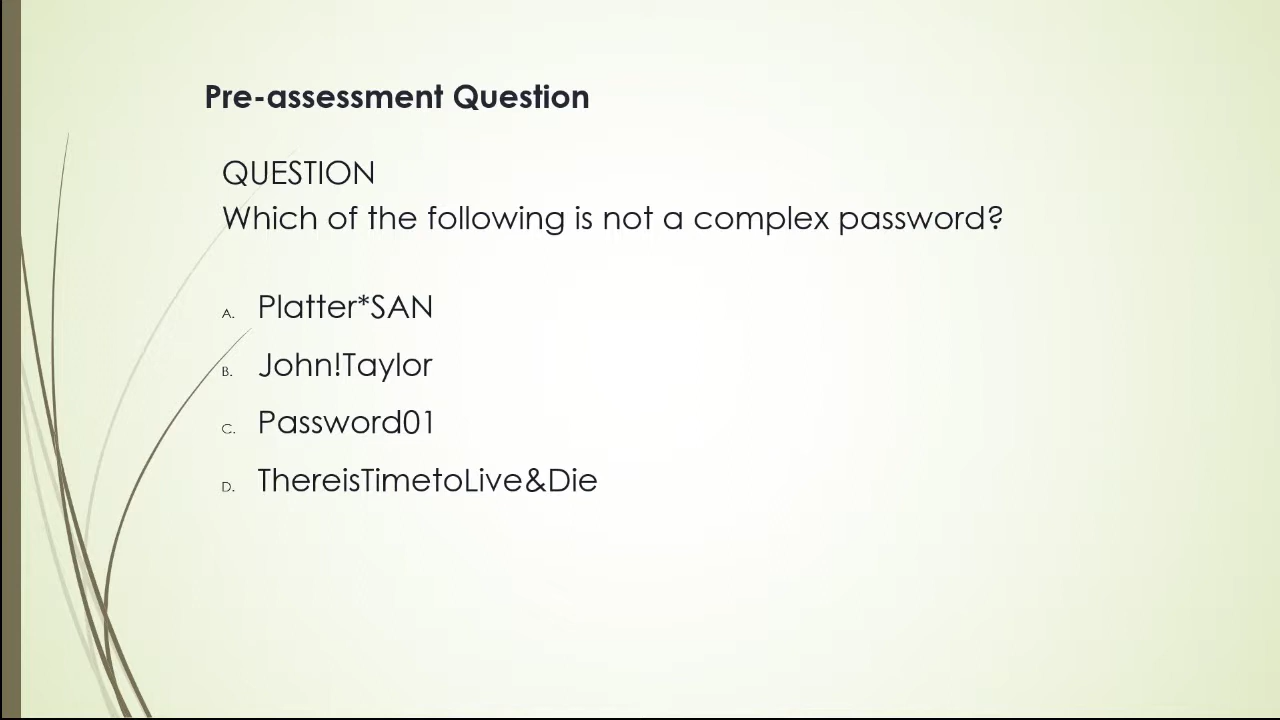 Pre-assessment Question
QUESTION
Which of the following is not a complex password?
A. Platter*SAN
B. John!Taylor
C. Password01
D. ThereisTimetoLive&Die